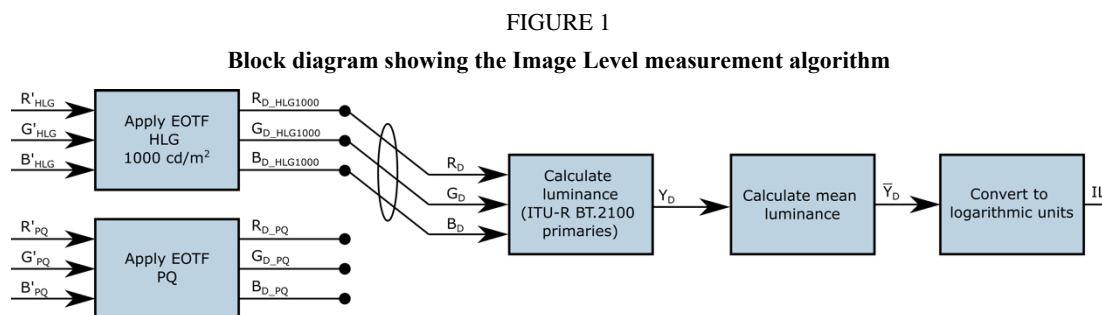 FIGURE 1
Block diagram showing the Image Level measurement algorithm
R'HLG
G'HLG
B'HLG
Apply EOTF
HLG
1000 cd/m²
RD_HLG1000
GD_HLG1000
BD_HLG1000
R'PQ
G'PQ
B'PQ
Apply EOTF
PQ
RD_PQ
GD_PQ
BD_PQ
RD
GD
BD
Calculate
luminance
(ITU-R BT.2100
primaries)
YD
Calculate mean
luminance
ȲD
Convert to
logarithmic units
IL